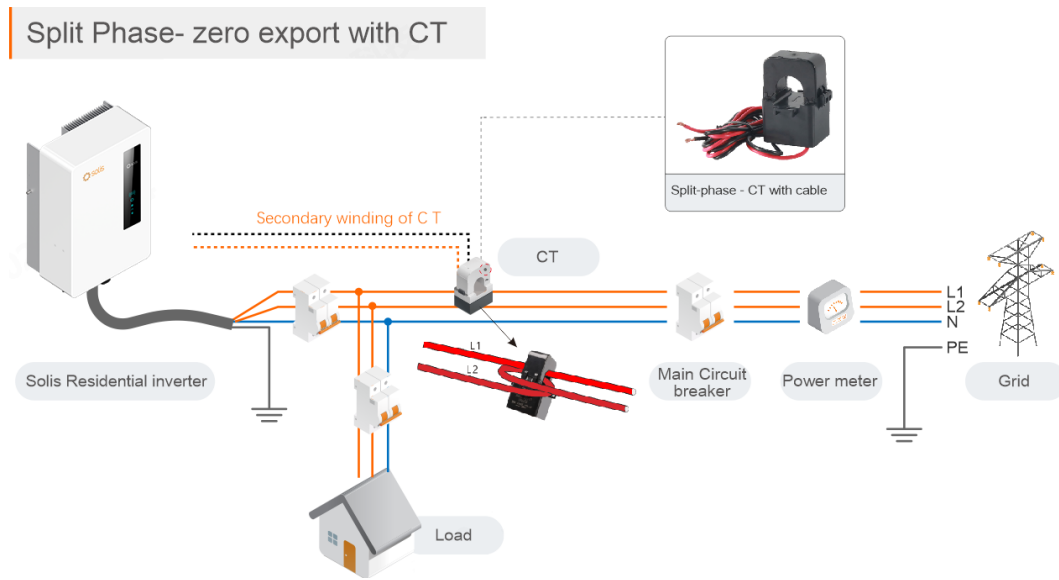 Split Phase- zero export with CT
SOLIS
Split-phase - CT with cable
Secondary winding of C T
CT
L1
L2
N
PE
L1
L2
Solis Residential inverter
Main Circuit
breaker
Power meter
Grid
Load